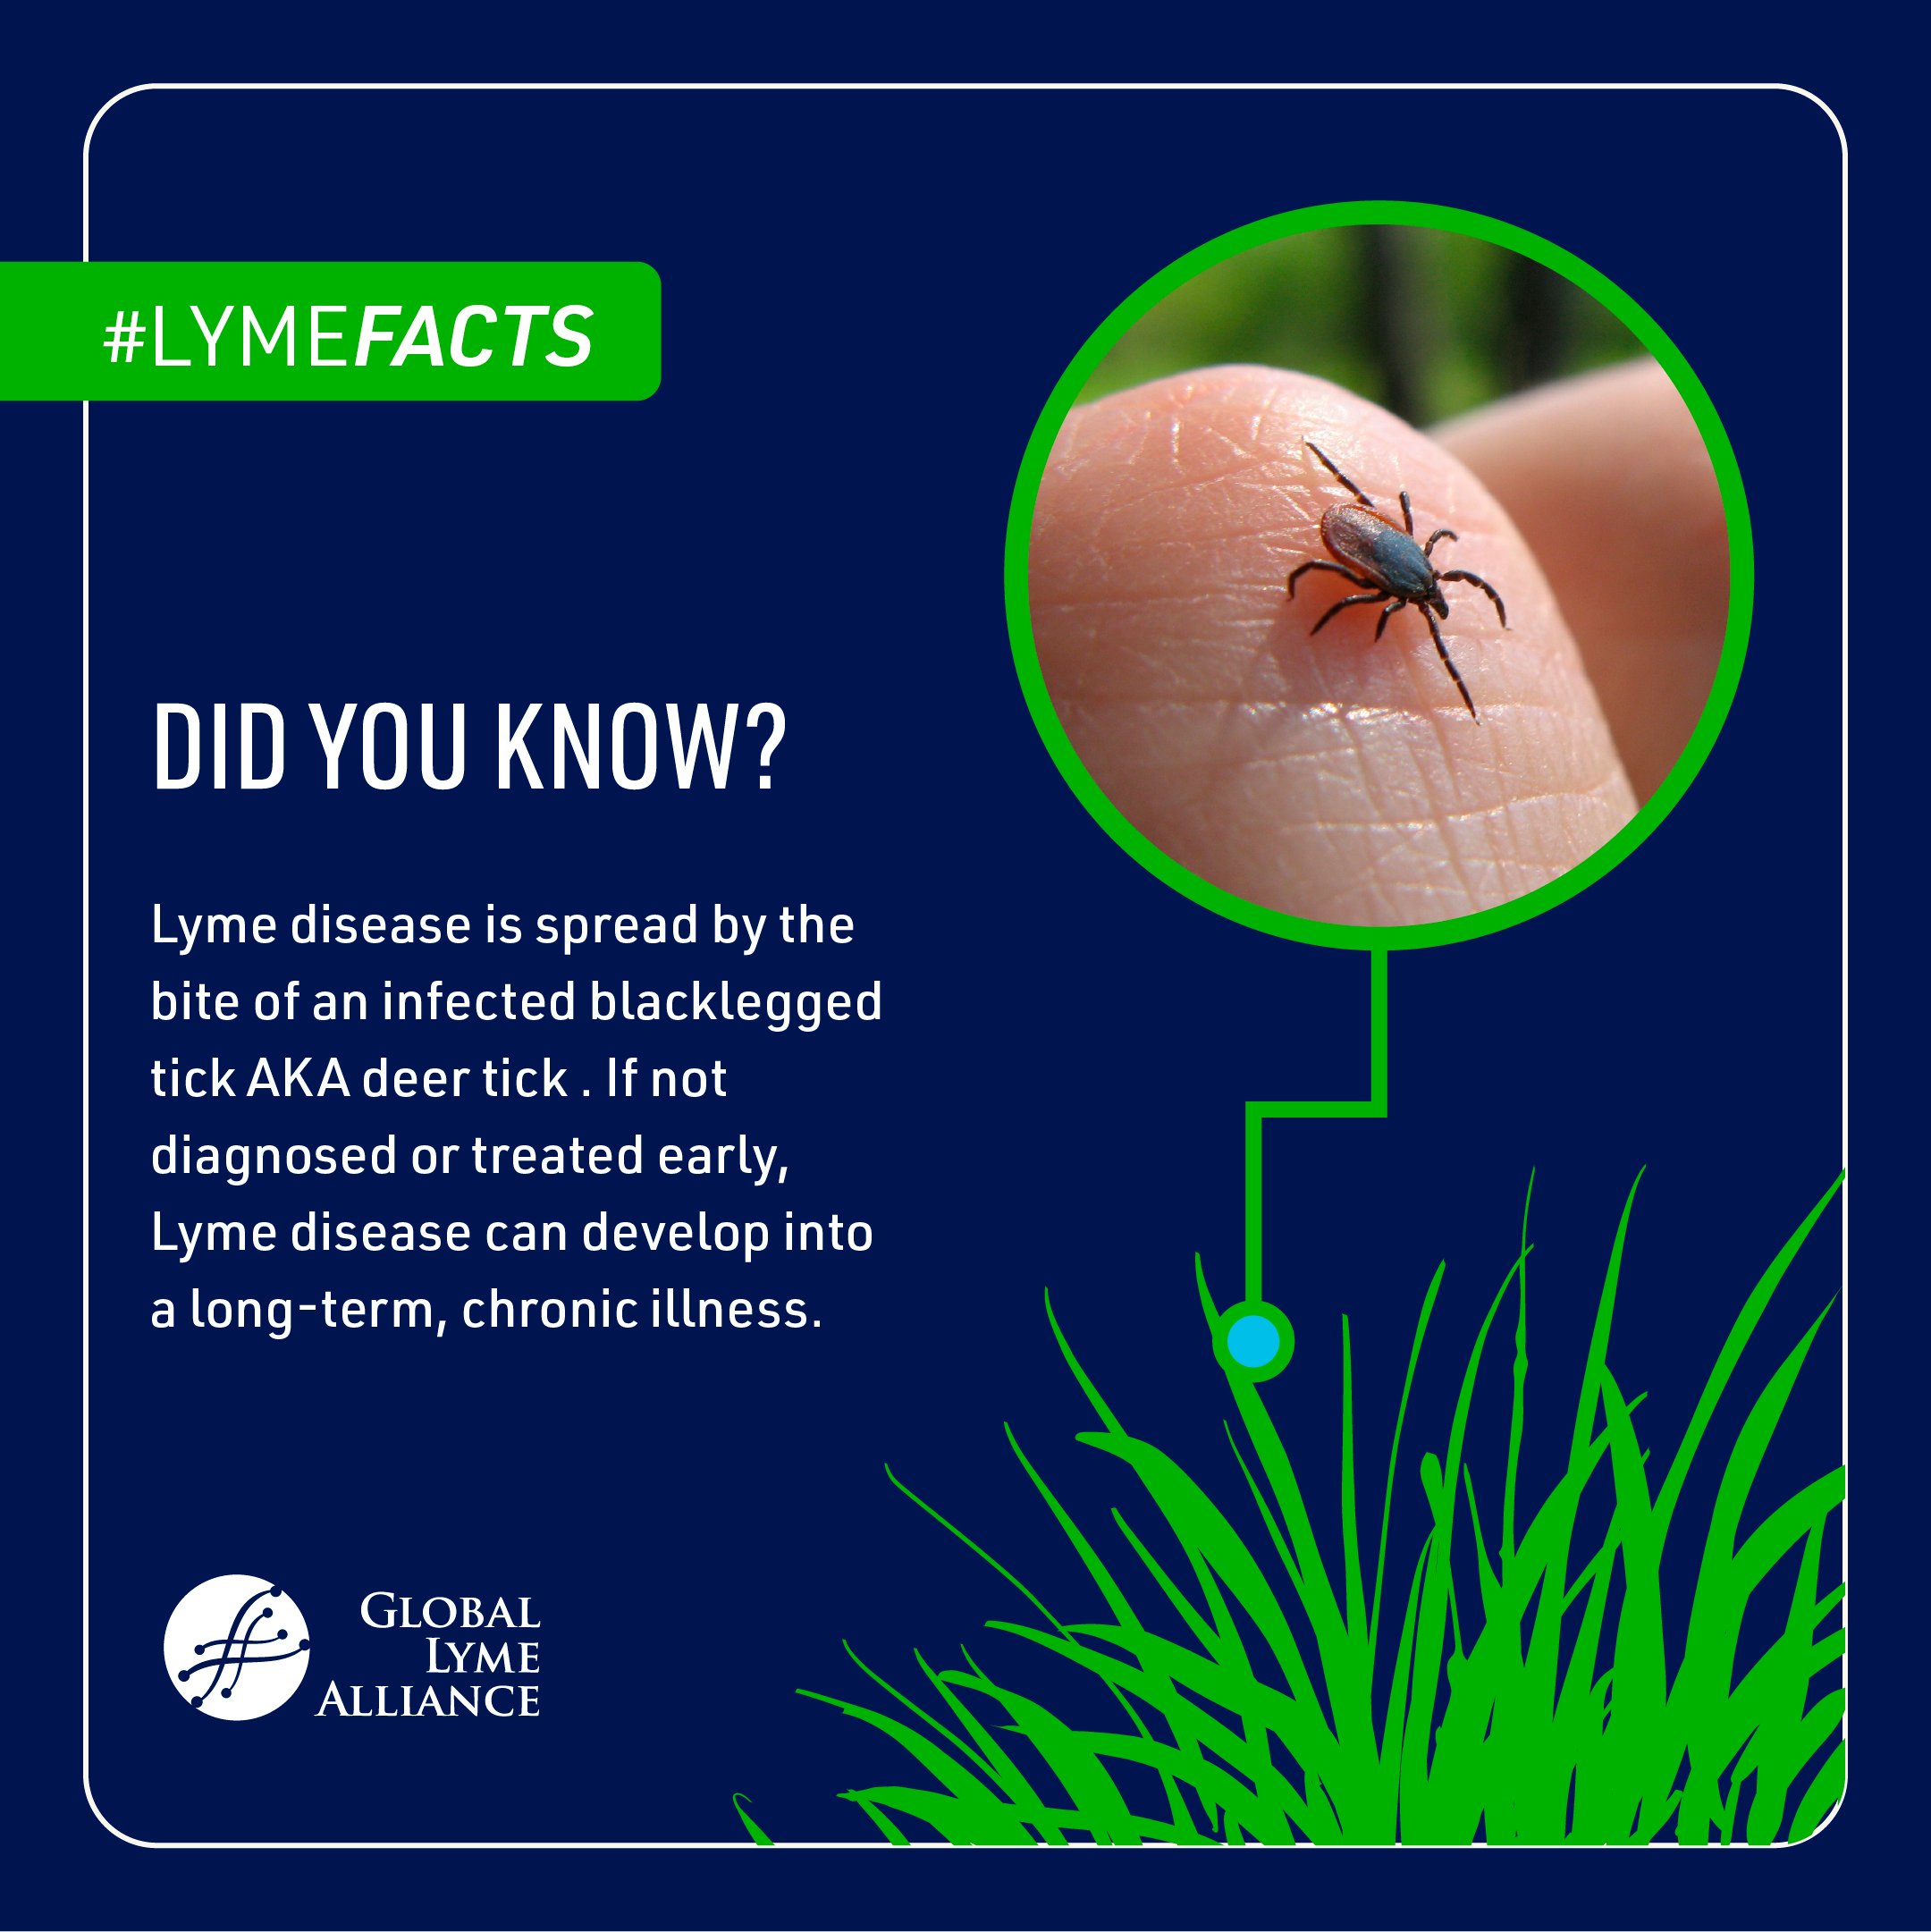 #LYMEFACTS
DID YOU KNOW?
Lyme disease is spread by the
bite of an infected blacklegged
tick AKA deer tick . If not
diagnosed or treated early,
Lyme disease can develop into
a long-term, chronic illness.
GLOBAL
LYME
ALLIANCE